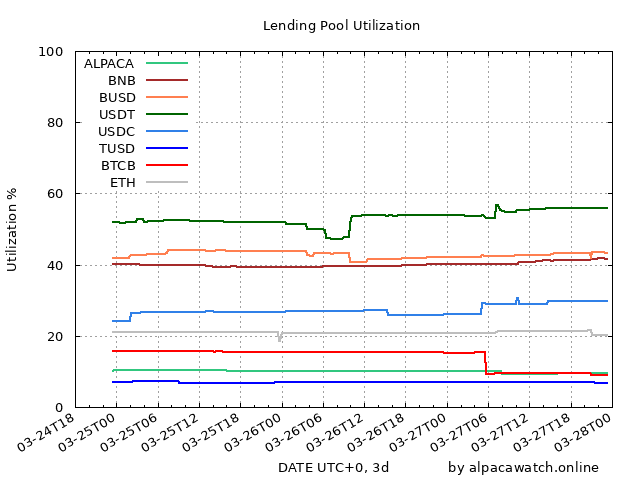 Lending Pool Utilization
100
80
60
40
20
0
Utilization %
ALPACA
BNB
BUSD
USDT
USDC
TUSD
BTCB
ETH
03-24T18
03-25T00
03-25T06
03-25T12
03-25T18
03-26T00
03-26T06
03-26T12
03-26T18
03-27T00
03-27T06
03-27T12
03-27T18
03-28T00
DATE UTC+0, 3d
by alpacawatch.online